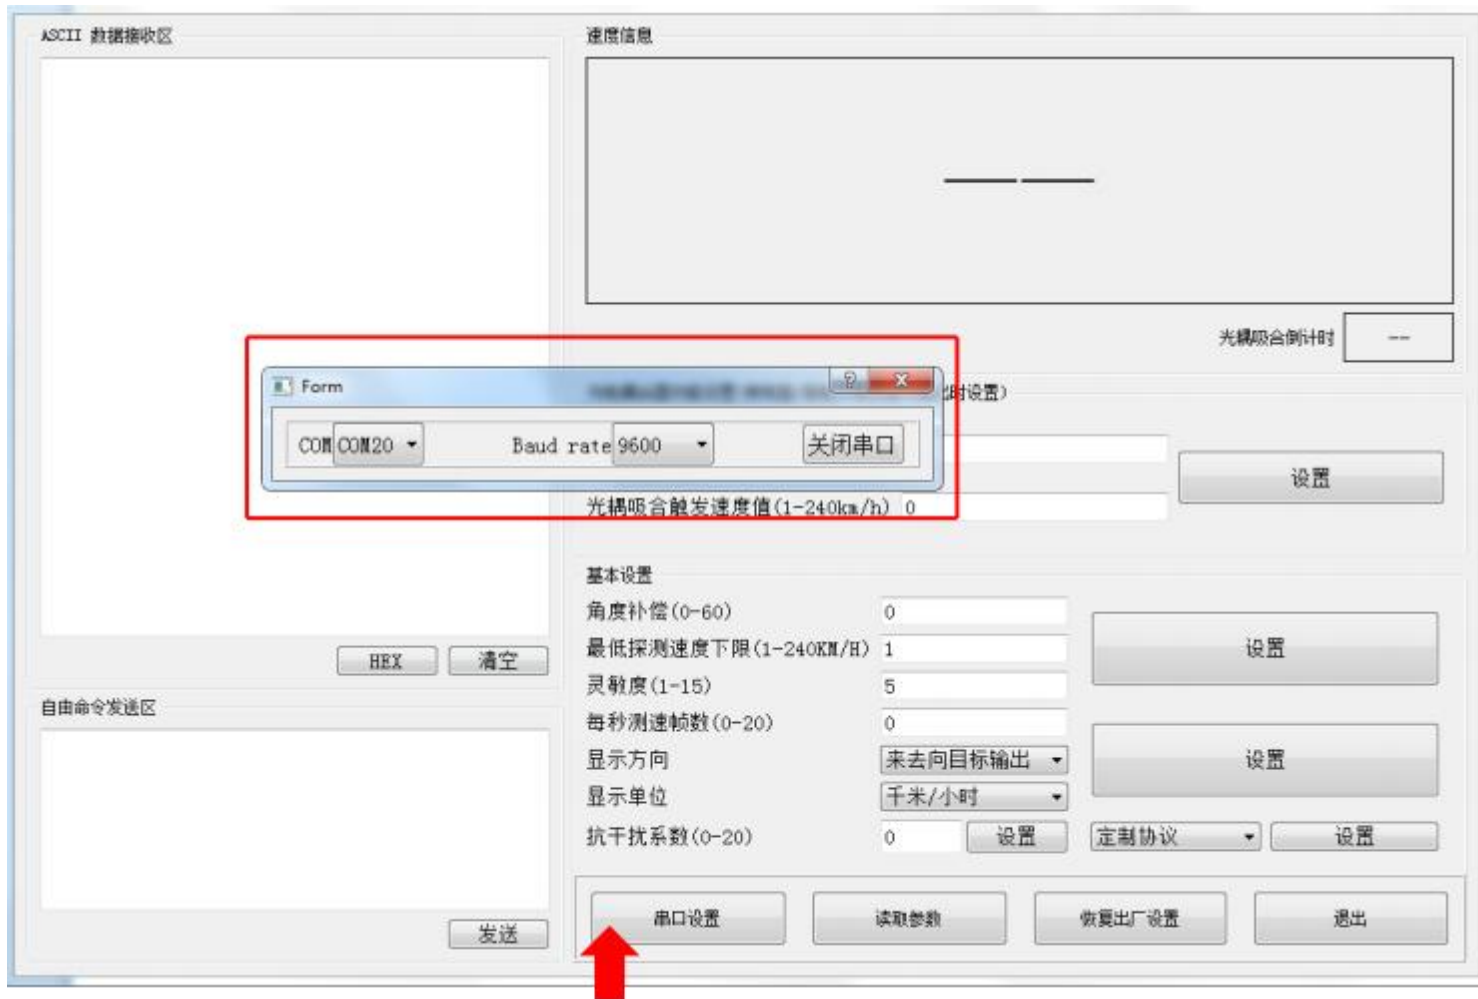 ASCII 数据接收区
速度信息
————
光耦吸合倒计时 --
Form
出时设置)
COM COM20 Baud rate 9600 关闭串口
设置
光耦吸合触发速度值(1-240km/h) 0
基本设置
角度补偿(0-60) 0
设置
最低探测速度下限(1-240KM/H) 1
HEX 清空
灵敏度(1-15) 5
自由命令发送区
每秒测速帧数(0-20) 0
设置
显示方向 来去向目标输出
显示单位 千米/小时
抗干扰系数(0-20) 0 设置 定制协议 设置
串口设置 读取参数 恢复出厂设置 退出
发送